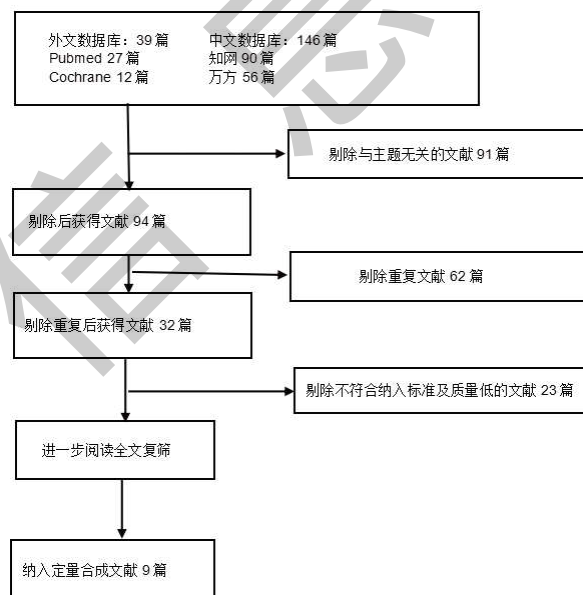 外文数据库：39 篇 中文数据库：146 篇
Pubmed 27 篇 知网 90 篇
Cochrane 12 篇 万方 56 篇
剔除与主题无关的文献 91 篇
剔除后获得文献 94 篇
剔除重复文献 62 篇
剔除重复后获得文献 32 篇
剔除不符合纳入标准及质量低的文献 23 篇
进一步阅读全文复筛
纳入定量合成文献 9 篇
信息